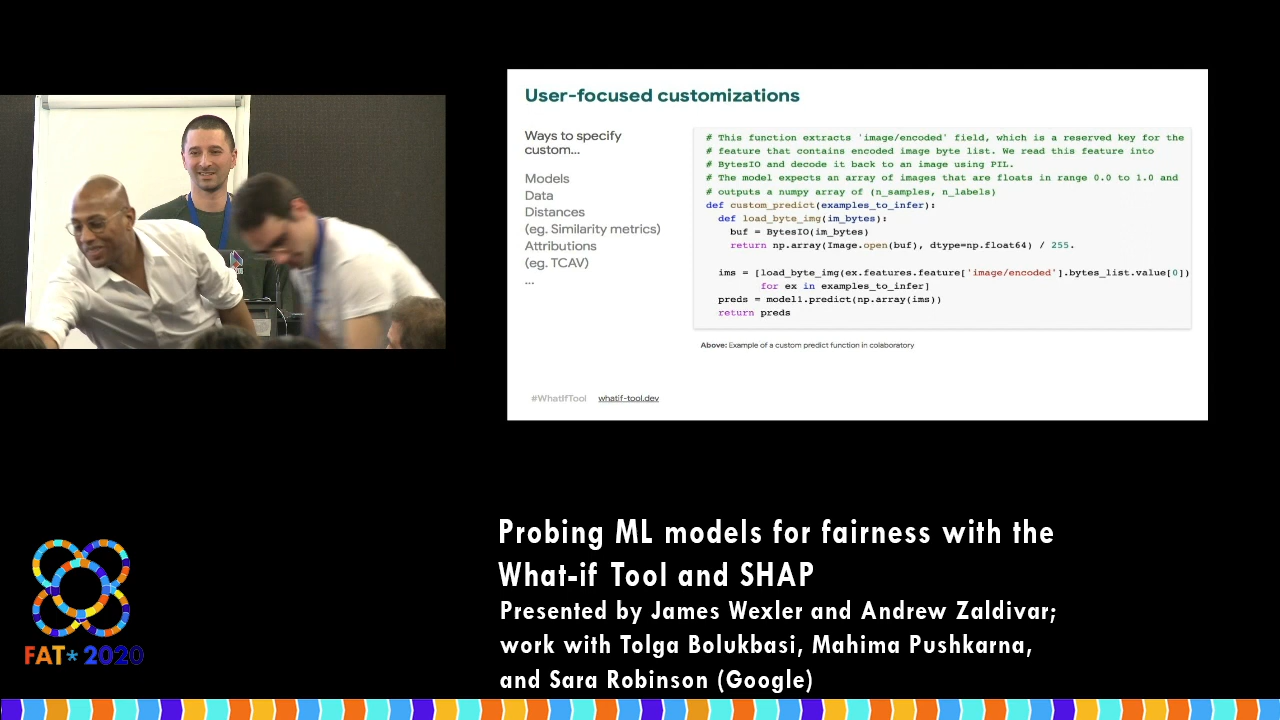 User-focused customizations
Ways to specify
custom...
Models
Data
Distances
(eg. Similarity metrics)
Attributions
(eg. TCAV)
...
# This function extracts 'image/encoded' field, which is a reserved key for the
# feature that contains encoded image byte list. We read this feature into
# BytesIO and decode it back to an image using PIL.
# The model expects an array of images that are floats in range 0.0 to 1.0 and
# outputs a numpy array of (n_samples, n_labels)
def custom_predict(examples_to_infer):
  def load_byte_img(im_bytes):
    buf = BytesIO(im_bytes)
    return np.array(Image.open(buf), dtype=np.float64) / 255.
  ims = [load_byte_img(ex.features.feature['image/encoded'].bytes_list.value[0])
         for ex in examples_to_infer]
  preds = model1.predict(np.array(ims))
  return preds
Above: Example of a custom predict function in colaboratory
#WhatIfTool whatif-tool.dev
Probing ML models for fairness with the
What-if Tool and SHAP
Presented by James Wexler and Andrew Zaldivar;
work with Tolga Bolukbasi, Mahima Pushkarna,
and Sara Robinson (Google)
FAT* 2020